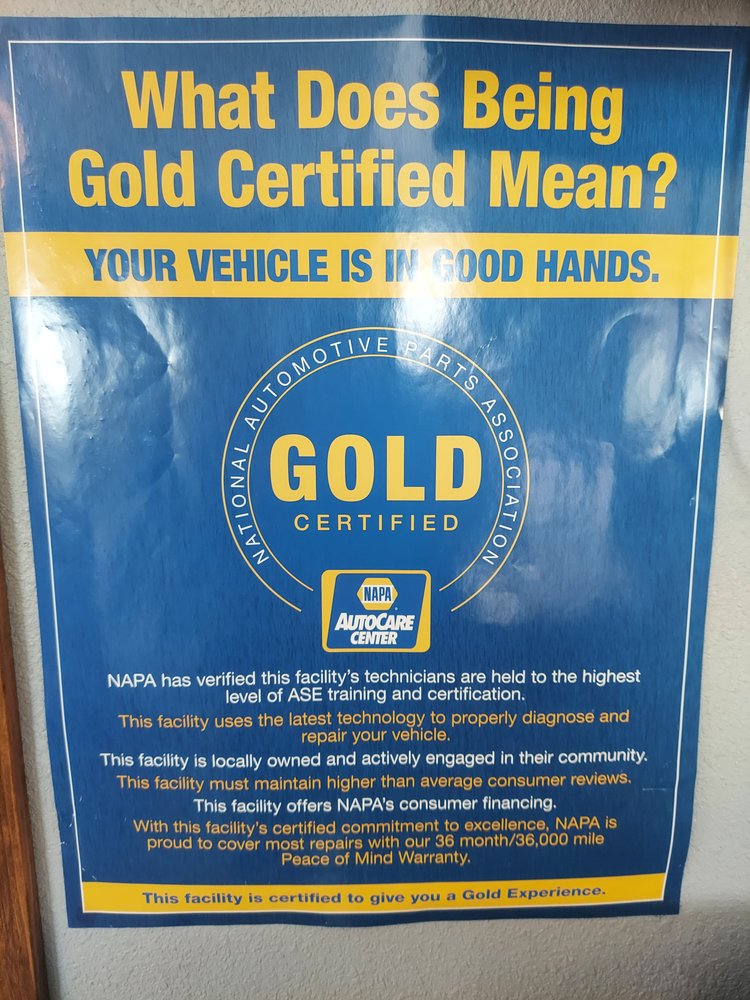 What Does Being
Gold Certified Mean?
YOUR VEHICLE IS IN GOOD HANDS.
NATIONAL AUTOMOTIVE PARTS ASSOCIATION
GOLD
CERTIFIED
NAPA
AUTOCARE
CENTER
NAPA has verified this facility's technicians are held to the highest
level of ASE training and certification.
This facility uses the latest technology to properly diagnose and
repair your vehicle.
This facility is locally owned and actively engaged in their community.
This facility must maintain higher than average consumer reviews.
This facility offers NAPA's consumer financing.
With this facility's certified commitment to excellence, NAPA is
proud to cover most repairs with our 36 month/36,000 mile
Peace of Mind Warranty.
This facility is certified to give you a Gold Experience.